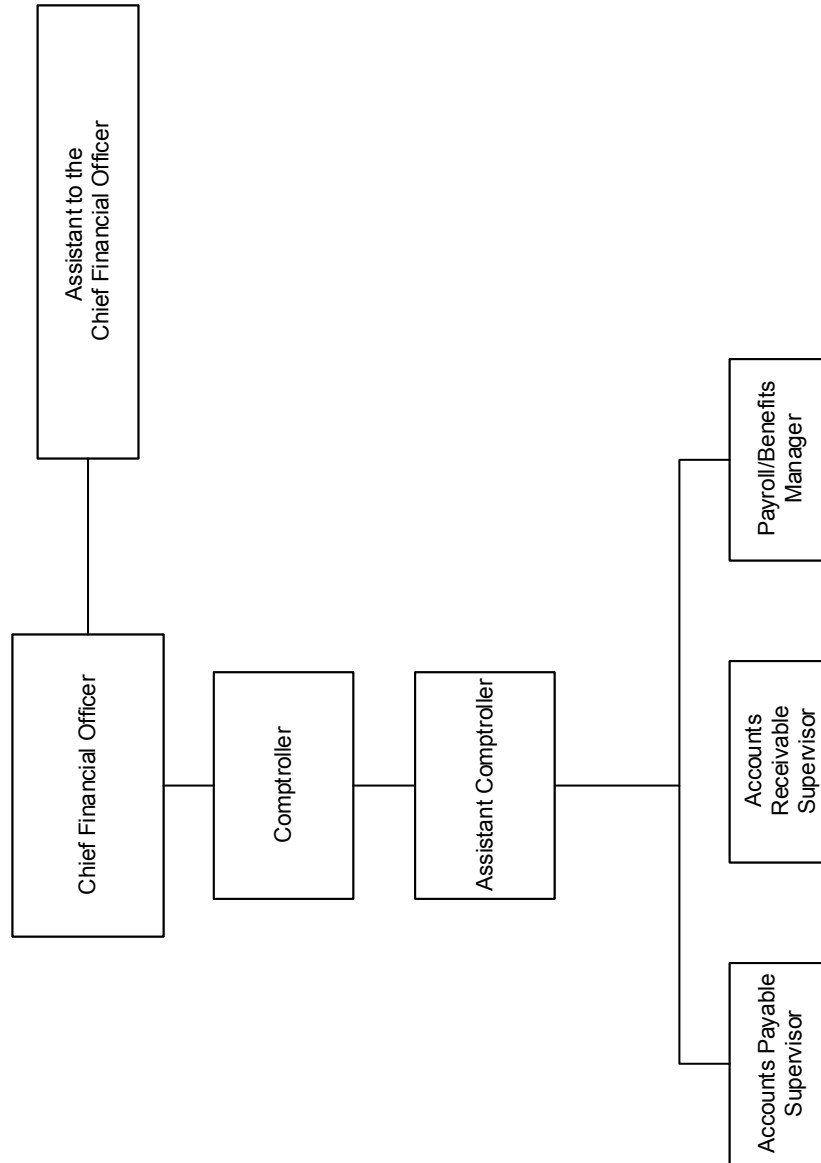 Assistant to the
Chief Financial Officer
Chief Financial Officer
Comptroller
Assistant Comptroller
Accounts Payable
Supervisor
Accounts
Receivable
Supervisor
Payroll/Benefits
Manager